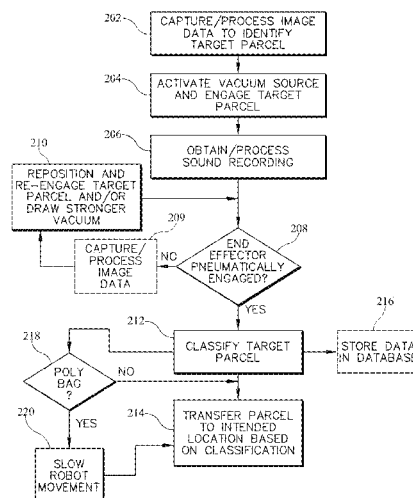 202
CAPTURE/PROCESS IMAGE
DATA TO IDENTIFY
TARGET PARCEL
204
ACTIVATE VACUUM SOURCE
AND ENGAGE TARGET
PARCEL
206
OBTAIN/PROCESS
SOUND RECORDING
210
REPOSITION AND
RE-ENGAGE TARGET
PARCEL AND/OR
DRAW STRONGER
VACUUM
209
CAPTURE/
PROCESS IMAGE
DATA
NO
208
END
EFFECTOR
PNEUMATICALLY
ENGAGED?
YES
212
CLASSIFY TARGET
PARCEL
216
STORE DATA
IN DATABASE
218
POLY
BAG
?
NO
YES
214
TRANSFER PARCEL
TO INTENDED
LOCATION BASED
ON CLASSIFICATION
220
SLOW
ROBOT
MOVEMENT